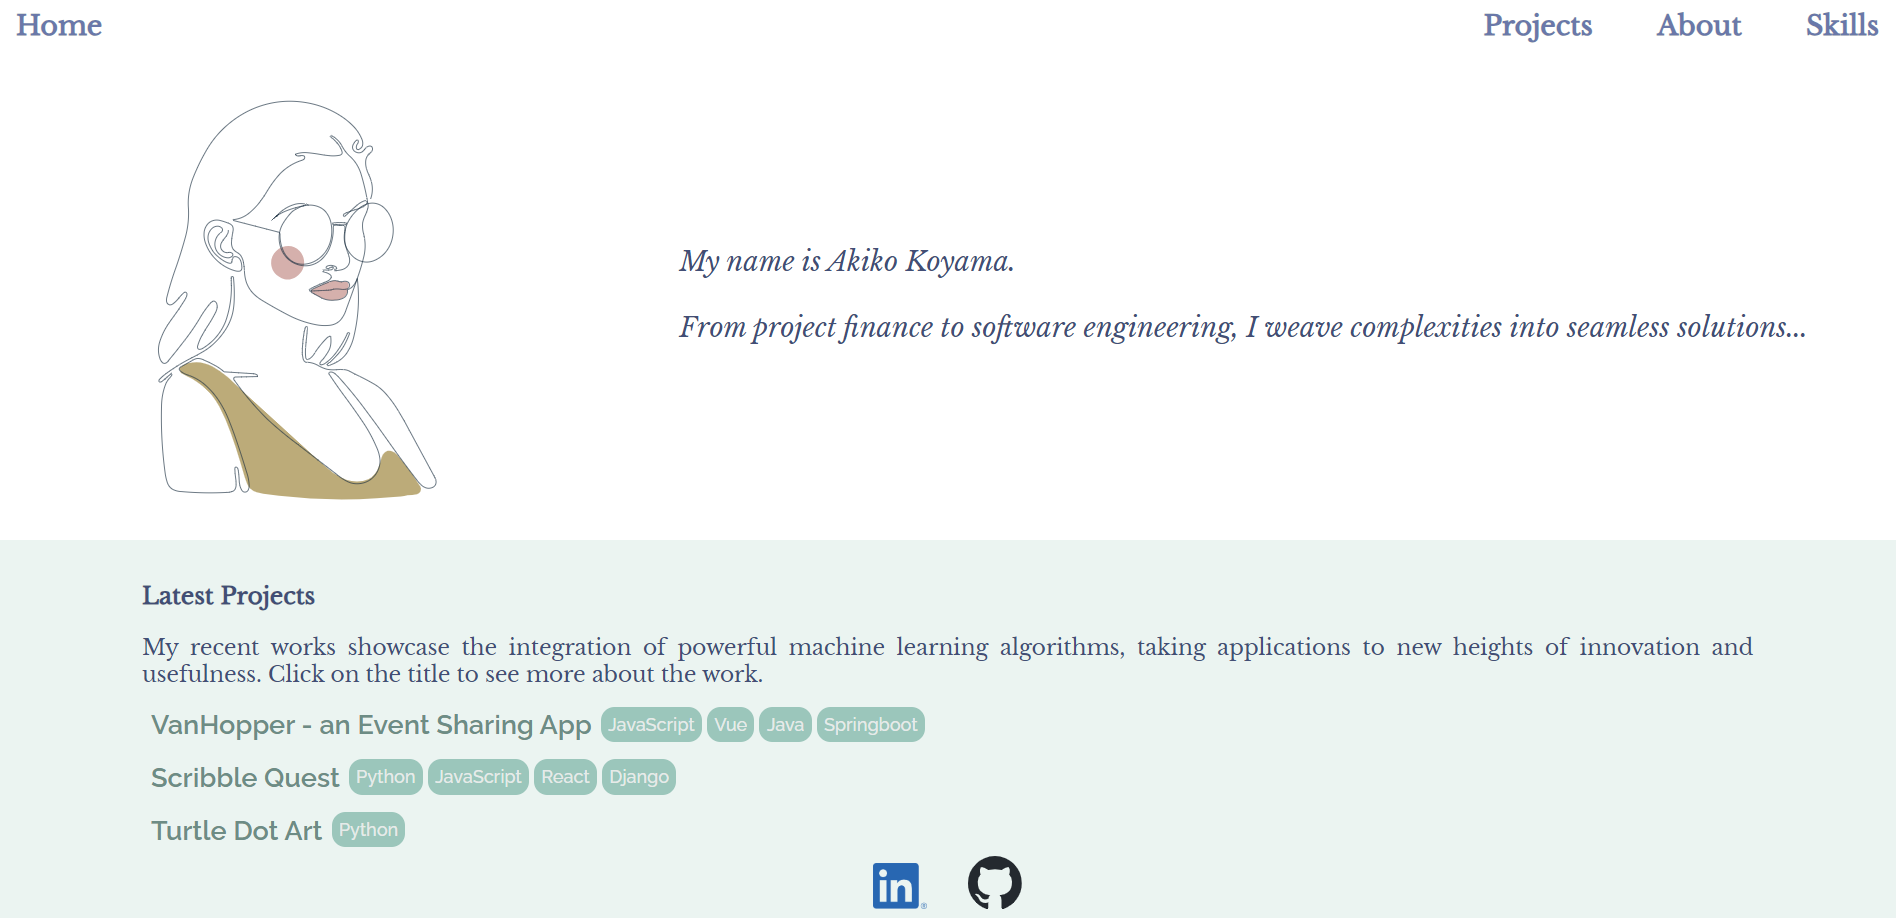 Home
Projects
About
Skills
My name is Akiko Koyama.
From project finance to software engineering, I weave complexities into seamless solutions...
Latest Projects
My recent works showcase the integration of powerful machine learning algorithms, taking applications to new heights of innovation and
usefulness. Click on the title to see more about the work.
VanHopper - an Event Sharing App JavaScript Vue Java Springboot
Scribble Quest Python JavaScript React Django
Turtle Dot Art Python
in ®